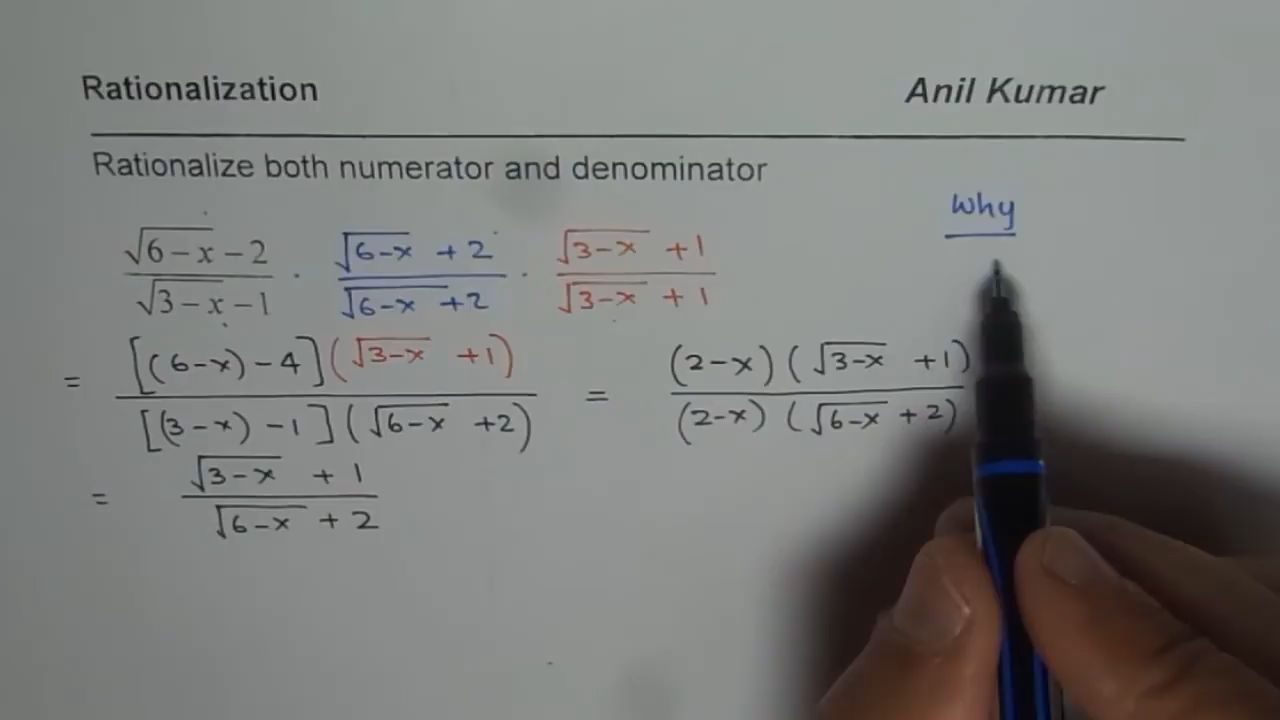 Rationalization
Anil Kumar
Rationalize both numerator and denominator
Why
(√(6-x) - 2)/(√(3-x) - 1) · (√(6-x) + 2)/(√(6-x) + 2) · (√(3-x) + 1)/(√(3-x) + 1)
= [(6-x) - 4](√(3-x) + 1)/[(3-x) - 1](√(6-x) + 2) = (2-x)(√(3-x) + 1)/(2-x)(√(6-x) + 2)
= (√(3-x) + 1)/(√(6-x) + 2)